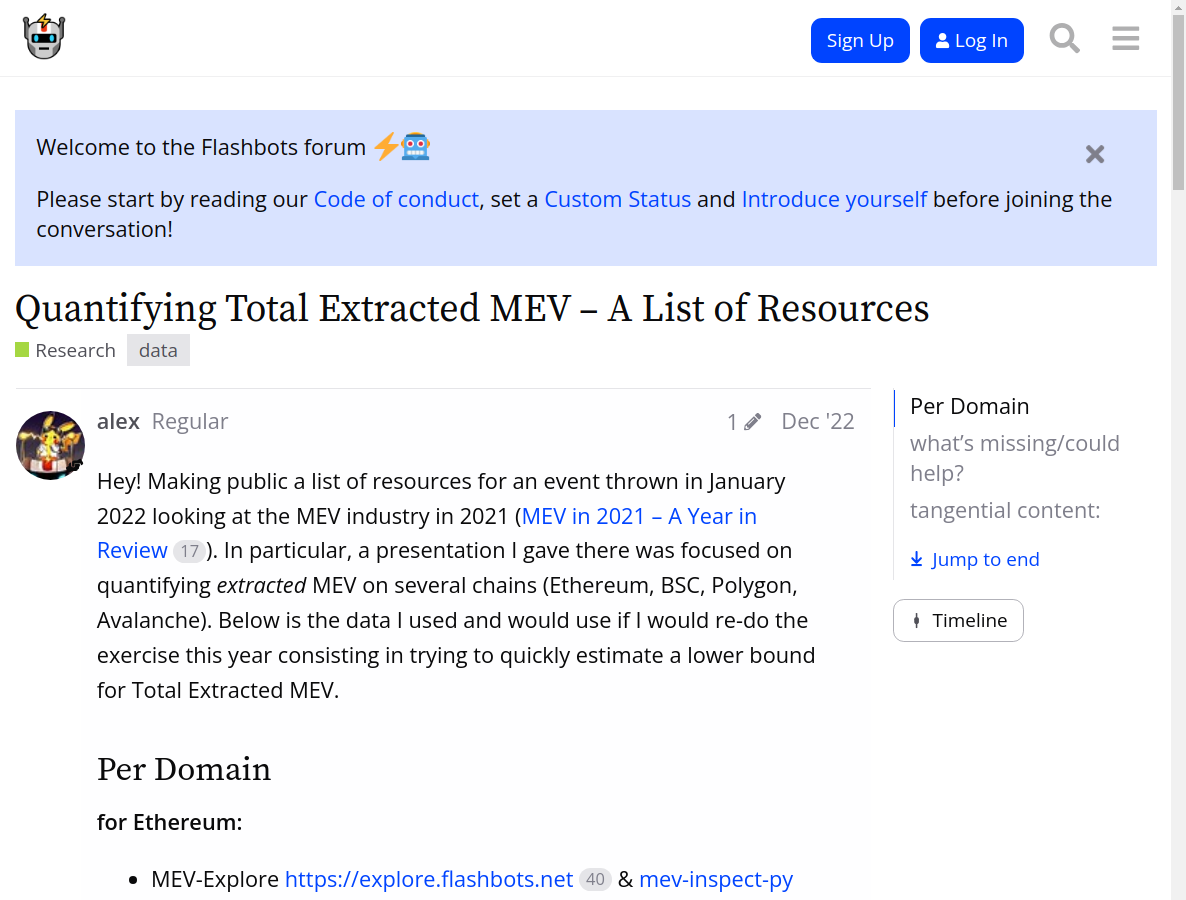 Sign Up
Log In
Welcome to the Flashbots forum
Please start by reading our Code of conduct, set a Custom Status and Introduce yourself before joining the
conversation!
Quantifying Total Extracted MEV – A List of Resources
Research data
alex Regular 1 Dec '22
Hey! Making public a list of resources for an event thrown in January
2022 looking at the MEV industry in 2021 (MEV in 2021 – A Year in
Review 17). In particular, a presentation I gave there was focused on
quantifying extracted MEV on several chains (Ethereum, BSC, Polygon,
Avalanche). Below is the data I used and would use if I would re-do the
exercise this year consisting in trying to quickly estimate a lower bound
for Total Extracted MEV.
Per Domain
for Ethereum:
• MEV-Explore https://explore.flashbots.net 40 & mev-inspect-py
Per Domain
what's missing/could
help?
tangential content:
Jump to end
Timeline